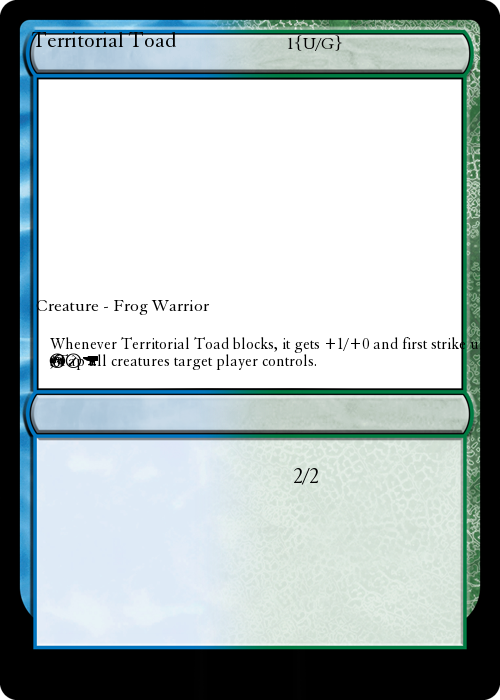 Territorial Toad 1{U/G}
Creature - Frog Warrior
Whenever Territorial Toad blocks, it gets +1/+0 and first strike u
all creatures target player controls.
2/2